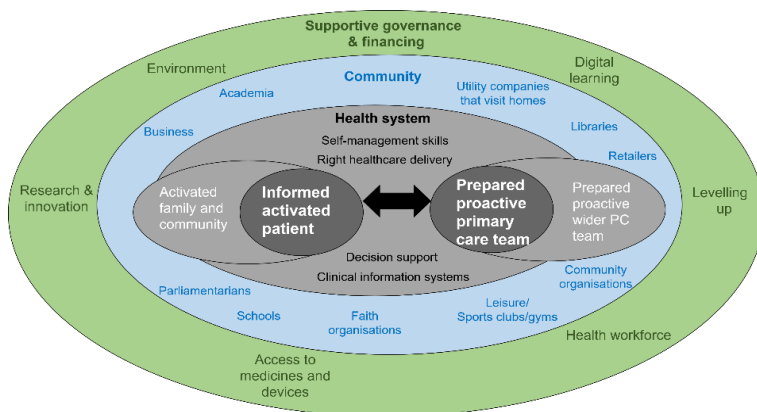 Supportive governance
& financing
Environment
Digital
learning
Community
Academia
Utility companies
that visit homes
Business
Health system
Libraries
Self-management skills
Retailers
Right healthcare delivery
Research &
innovation
Activated
family and
community
Informed
activated
patient
Prepared
proactive
primary
care team
Prepared
proactive
wider PC
team
Levelling
up
Decision support
Clinical information systems
Community
organisations
Parliamentarians
Schools
Faith
organisations
Leisure/
Sports clubs/gyms
Health workforce
Access to
medicines and
devices